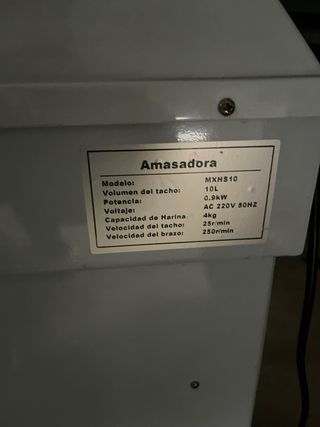 Amasadora
Modelo: MXHS10
Volumen del tacho: 10L
Potencia: 0.9kW
Voltaje: AC 220V 50HZ
Capacidad de Harina 4kg
Velocidad del tacho: 25r/min
Velocidad del brazo: 250r/min